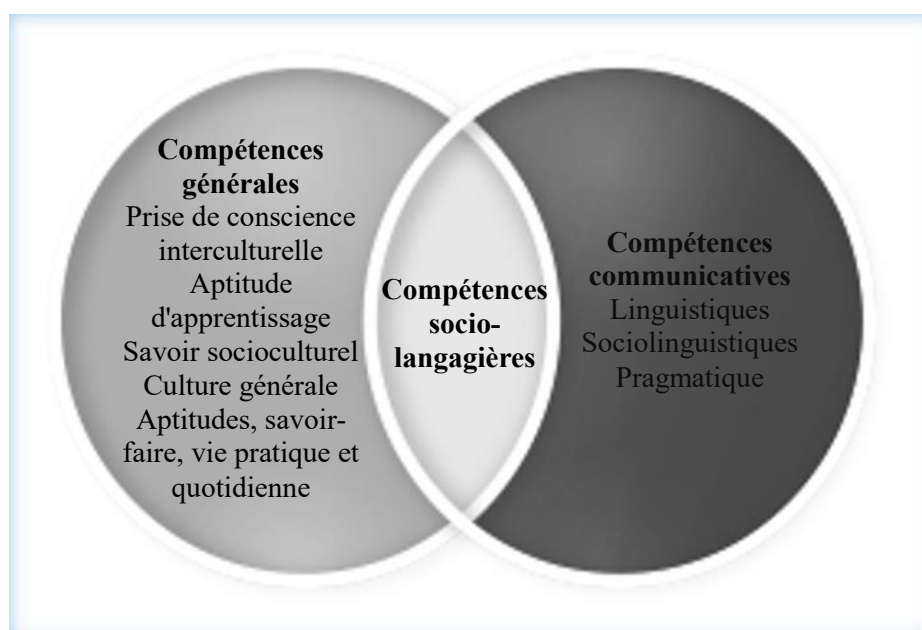 Compétences
générales
Prise de conscience
interculturelle
Aptitude
d'apprentissage
Savoir socioculturel
Culture générale
Aptitudes, savoir-
faire, vie pratique et
quotidienne
Compétences
socio-
langagières
Compétences
communicatives
Linguistiques
Sociolinguistiques
Pragmatique